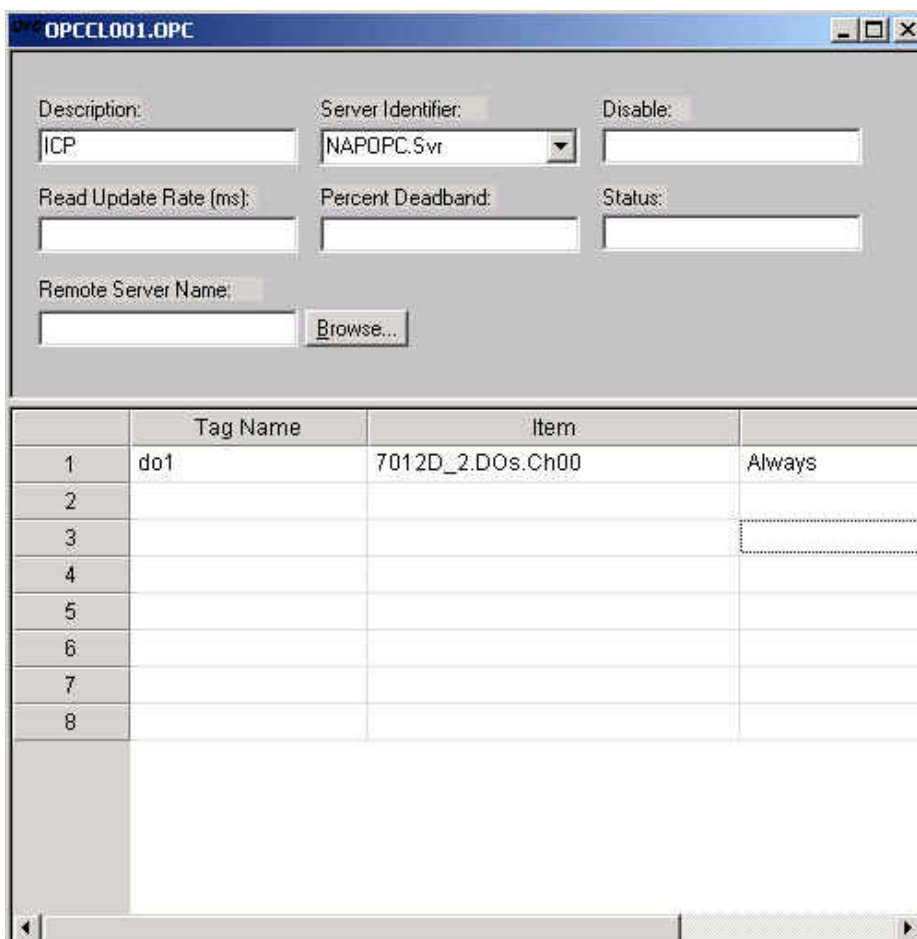 OPCCL001.OPC
Description: Server Identifier: Disable:
ICP NAPOPC.Svr
Read Update Rate (ms): Percent Deadband: Status:
Remote Server Name:
Browse...
Tag Name Item
1 do1 7012D_2.DOs.Ch00 Always
2
3
4
5
6
7
8